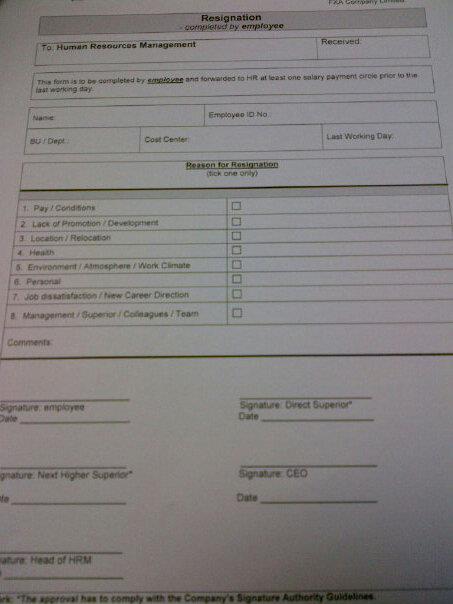 FXA Company Limited
Resignation
- completed by employee
To: Human Resources Management
Received:
This form is to be completed by employee and forwarded to HR at least one salary payment circle prior to the
last working day.
Name:
Employee ID No.:
BU / Dept.:
Cost Center:
Last Working Day:
Reason for Resignation
(tick one only)
1. Pay / Conditions
2. Lack of Promotion / Development
3. Location / Relocation
4. Health
5. Environment / Atmosphere / Work Climate
6. Personal
7. Job dissatisfaction / New Career Direction
8. Management / Superior / Colleagues / Team
Comments:
Signature: employee
Date
Signature: Direct Superior*
Date
gnature: Next Higher Superior*
te
Signature: CEO
Date
ature: Head of HRM
ark: *The approval has to comply with the Company's Signature Authority Guidelines.